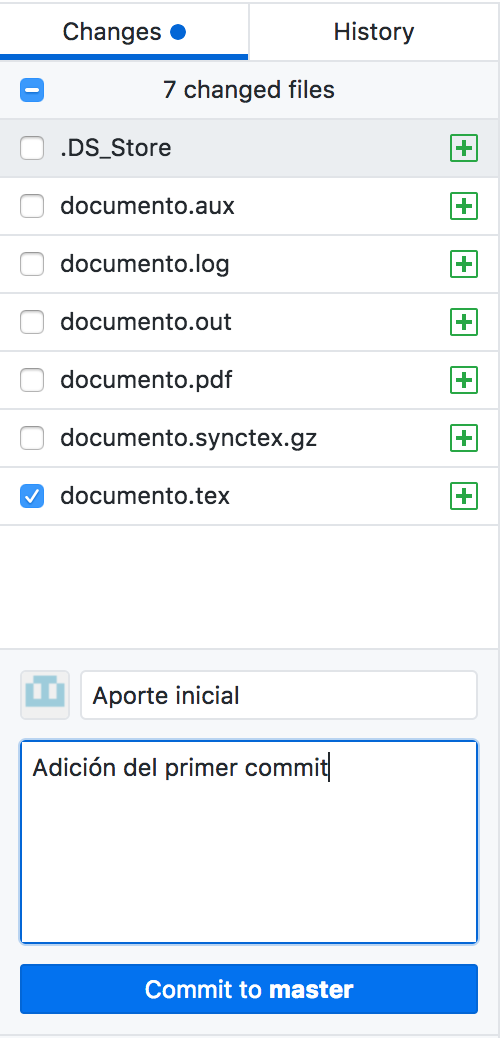 Changes History
7 changed files
.DS_Store
documento.aux
documento.log
documento.out
documento.pdf
documento.synctex.gz
documento.tex
Aporte inicial
Adición del primer commit
Commit to master